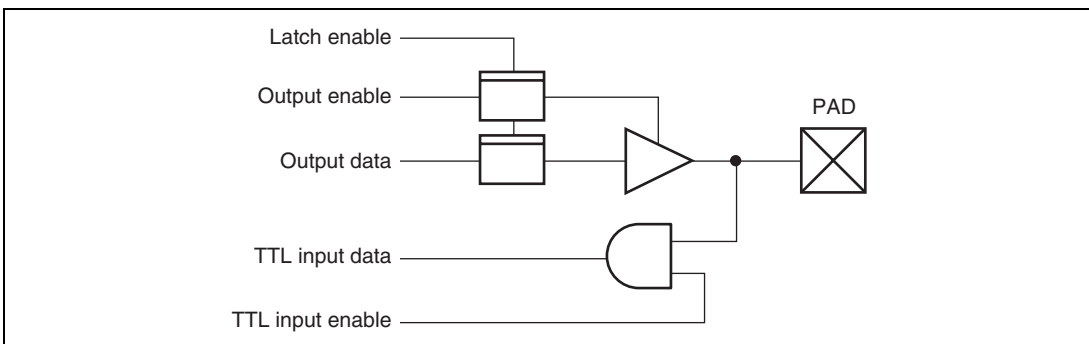 Latch enable
Output enable
PAD
Output data
TTL input data
TTL input enable